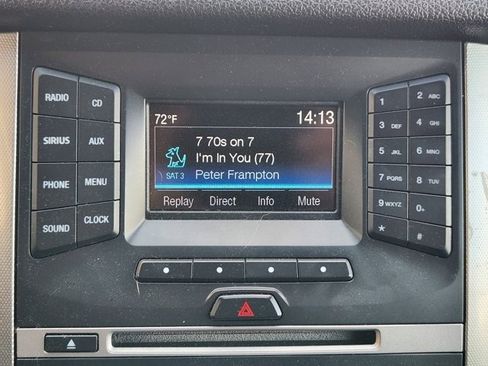 72°F 14:13
7 70s on 7
I'm In You (77)
SAT 3 Peter Frampton
Replay Direct Info Mute
RADIO CD
SIRIUS AUX
PHONE MENU
SOUND CLOCK
1 2 ABC
3 DEF 4 GHI
5 JKL 6 MNO
7 PQRS 8 TUV
9 WXYZ 0+
* #